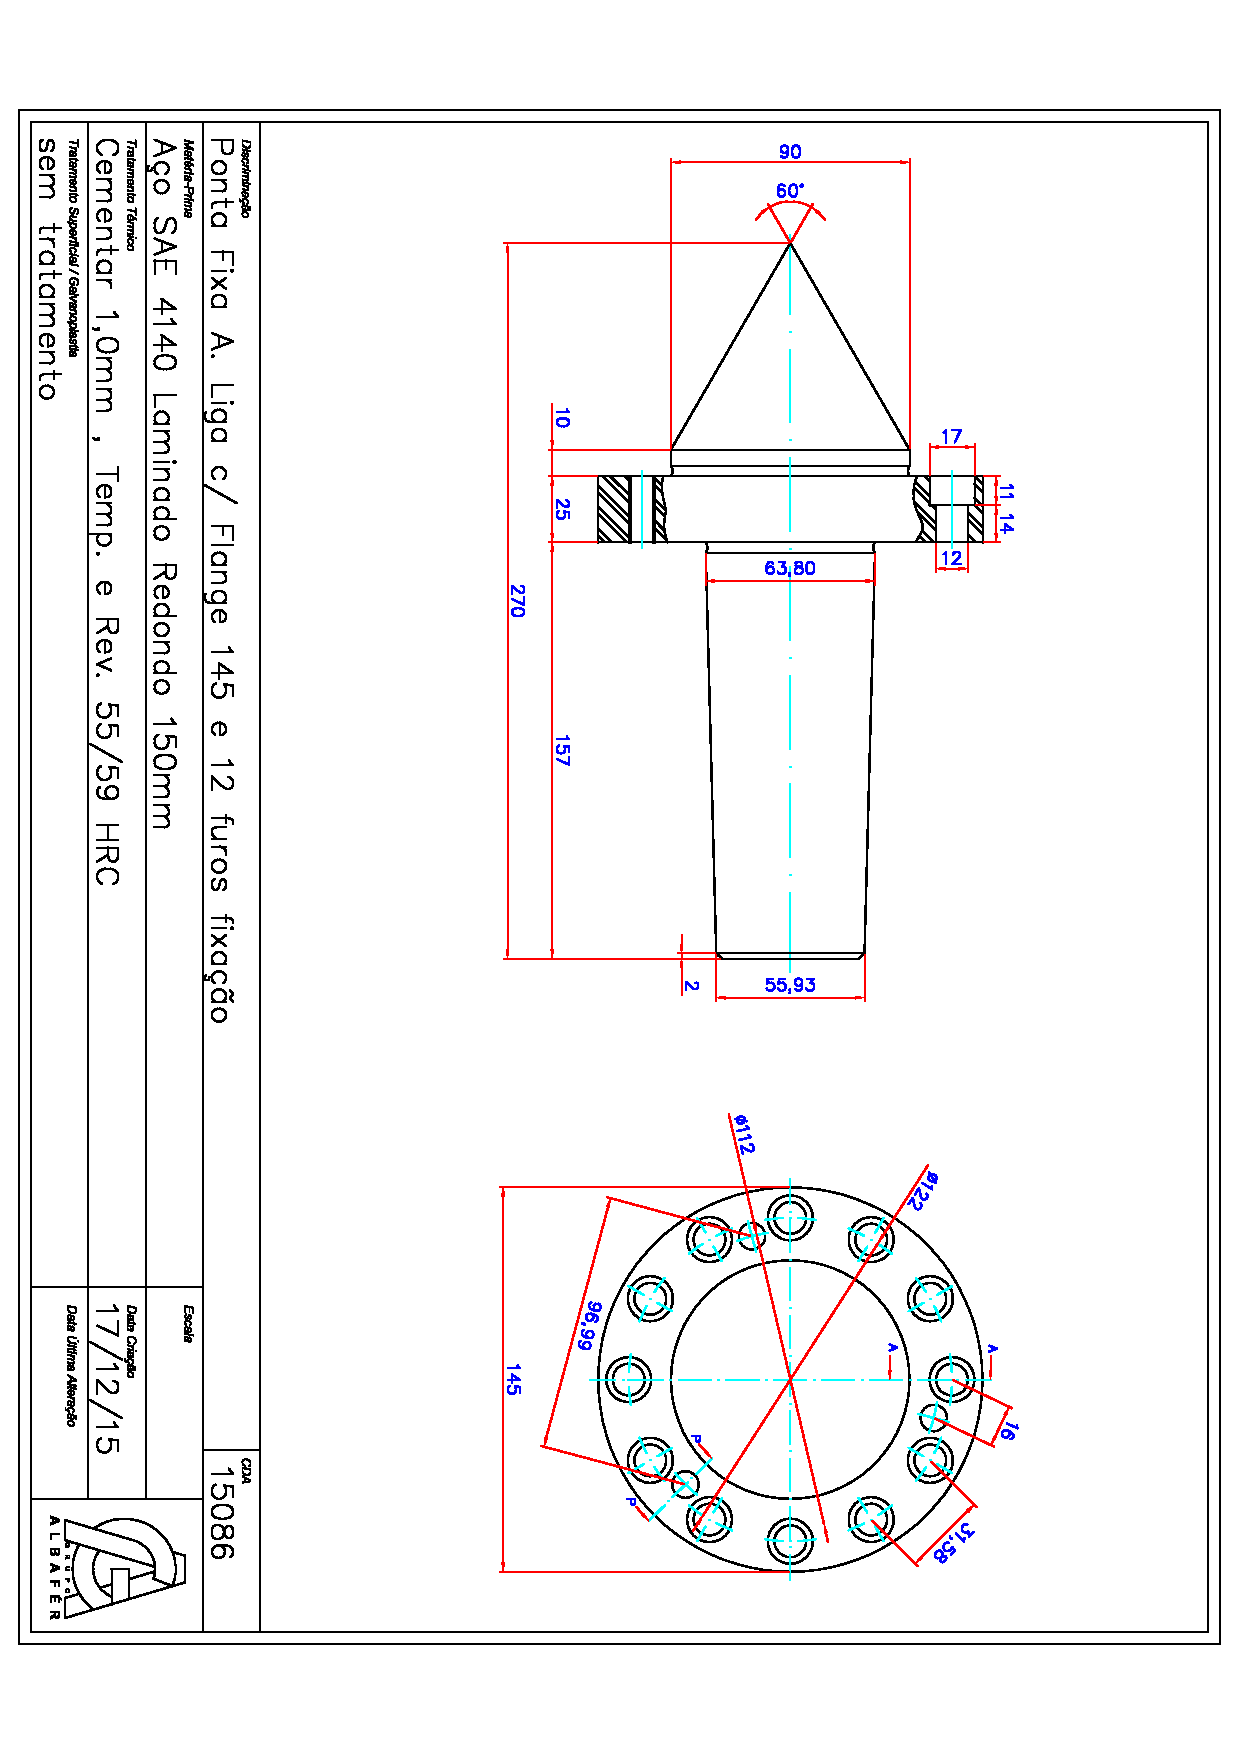 90
60°
10
17
25
11
14
12
63,80
270
157
2
55,93
ø112
ø122
96,99
145
A
A
16
P
P
31,58
Discriminação
Ponta Fixa A. Liga c/ Flange 145 e 12 furos fixação
CDA
15086
Matéria-Prima
Aço SAE 4140 Laminado Redondo 150mm
Escala
Tratamento Térmico
Cementar 1,0mm , Temp. e Rev. 55/59 HRC
Data Criação
17/12/15
Tratamento Superficial / Galvanoplastia
sem tratamento
Data Última Alteração
GRUPO
ALBAFÉR